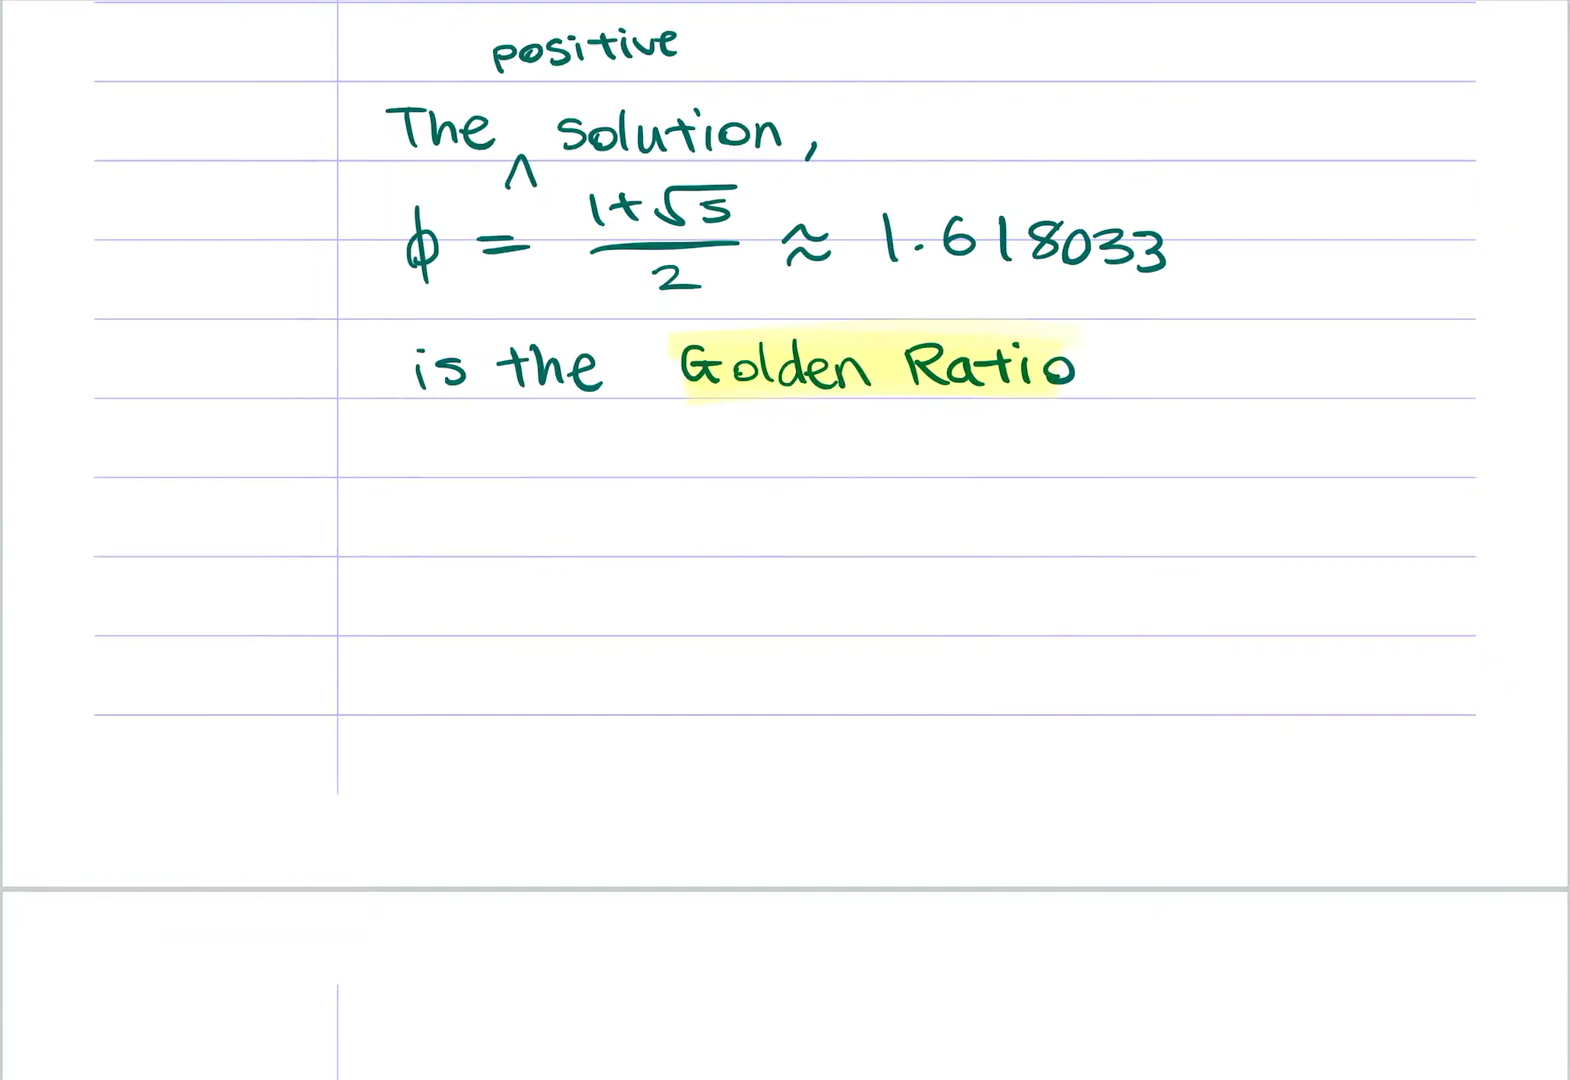 positive
The ^ solution,
ϕ = (1+√5)/2 ≈ 1.618033
is the Golden Ratio